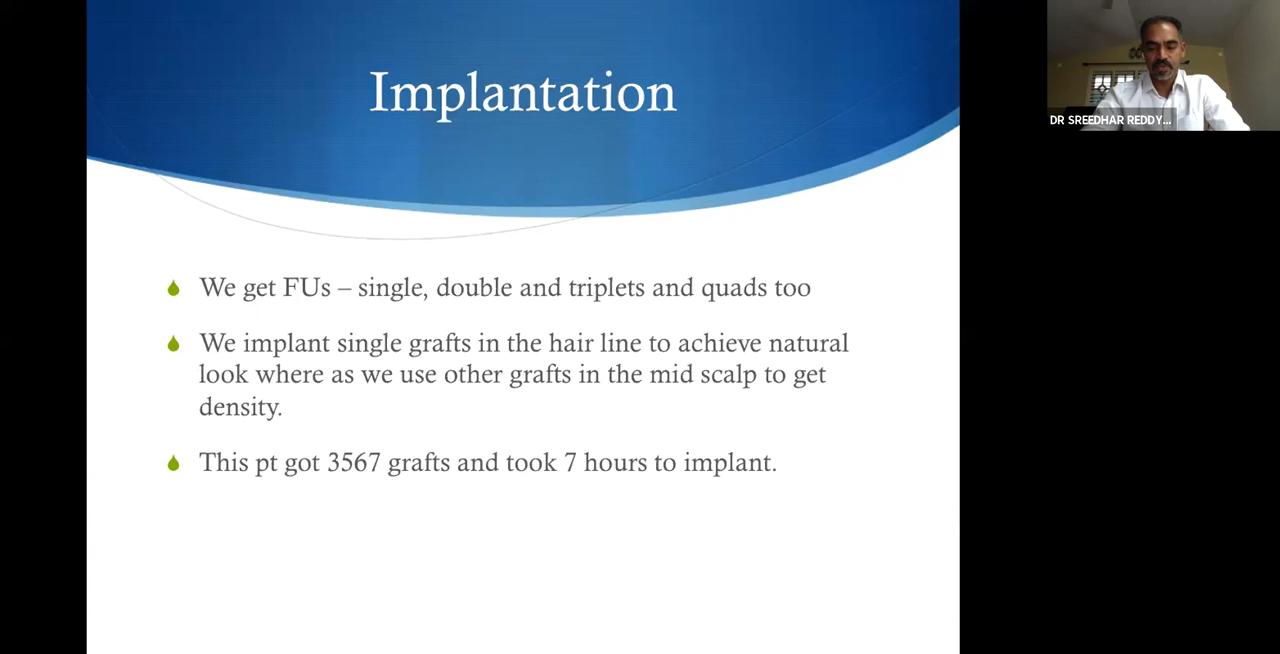 Implantation
DR SREEDHAR REDDY...
We get FUs – single, double and triplets and quads too
We implant single grafts in the hair line to achieve natural
look where as we use other grafts in the mid scalp to get
density.
This pt got 3567 grafts and took 7 hours to implant.